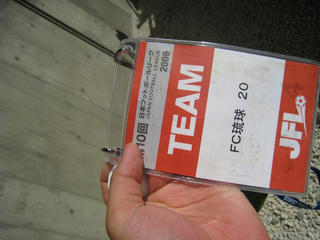 第10回 日本フットボールリーグ
JAPAN FOOTBALL LEAGUE
2008
TEAM
FC琉球 20
JFL